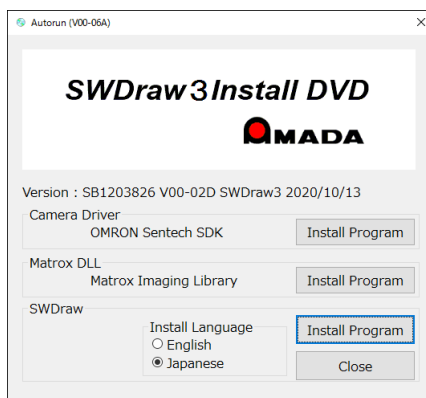 Autorun (V00-06A)
SWDraw3Install DVD
AMADA
Version : SB1203826 V00-02D SWDraw3 2020/10/13
Camera Driver
OMRON Sentech SDK
Install Program
Matrox DLL
Matrox Imaging Library
Install Program
SWDraw
Install Language
English
Japanese
Install Program
Close